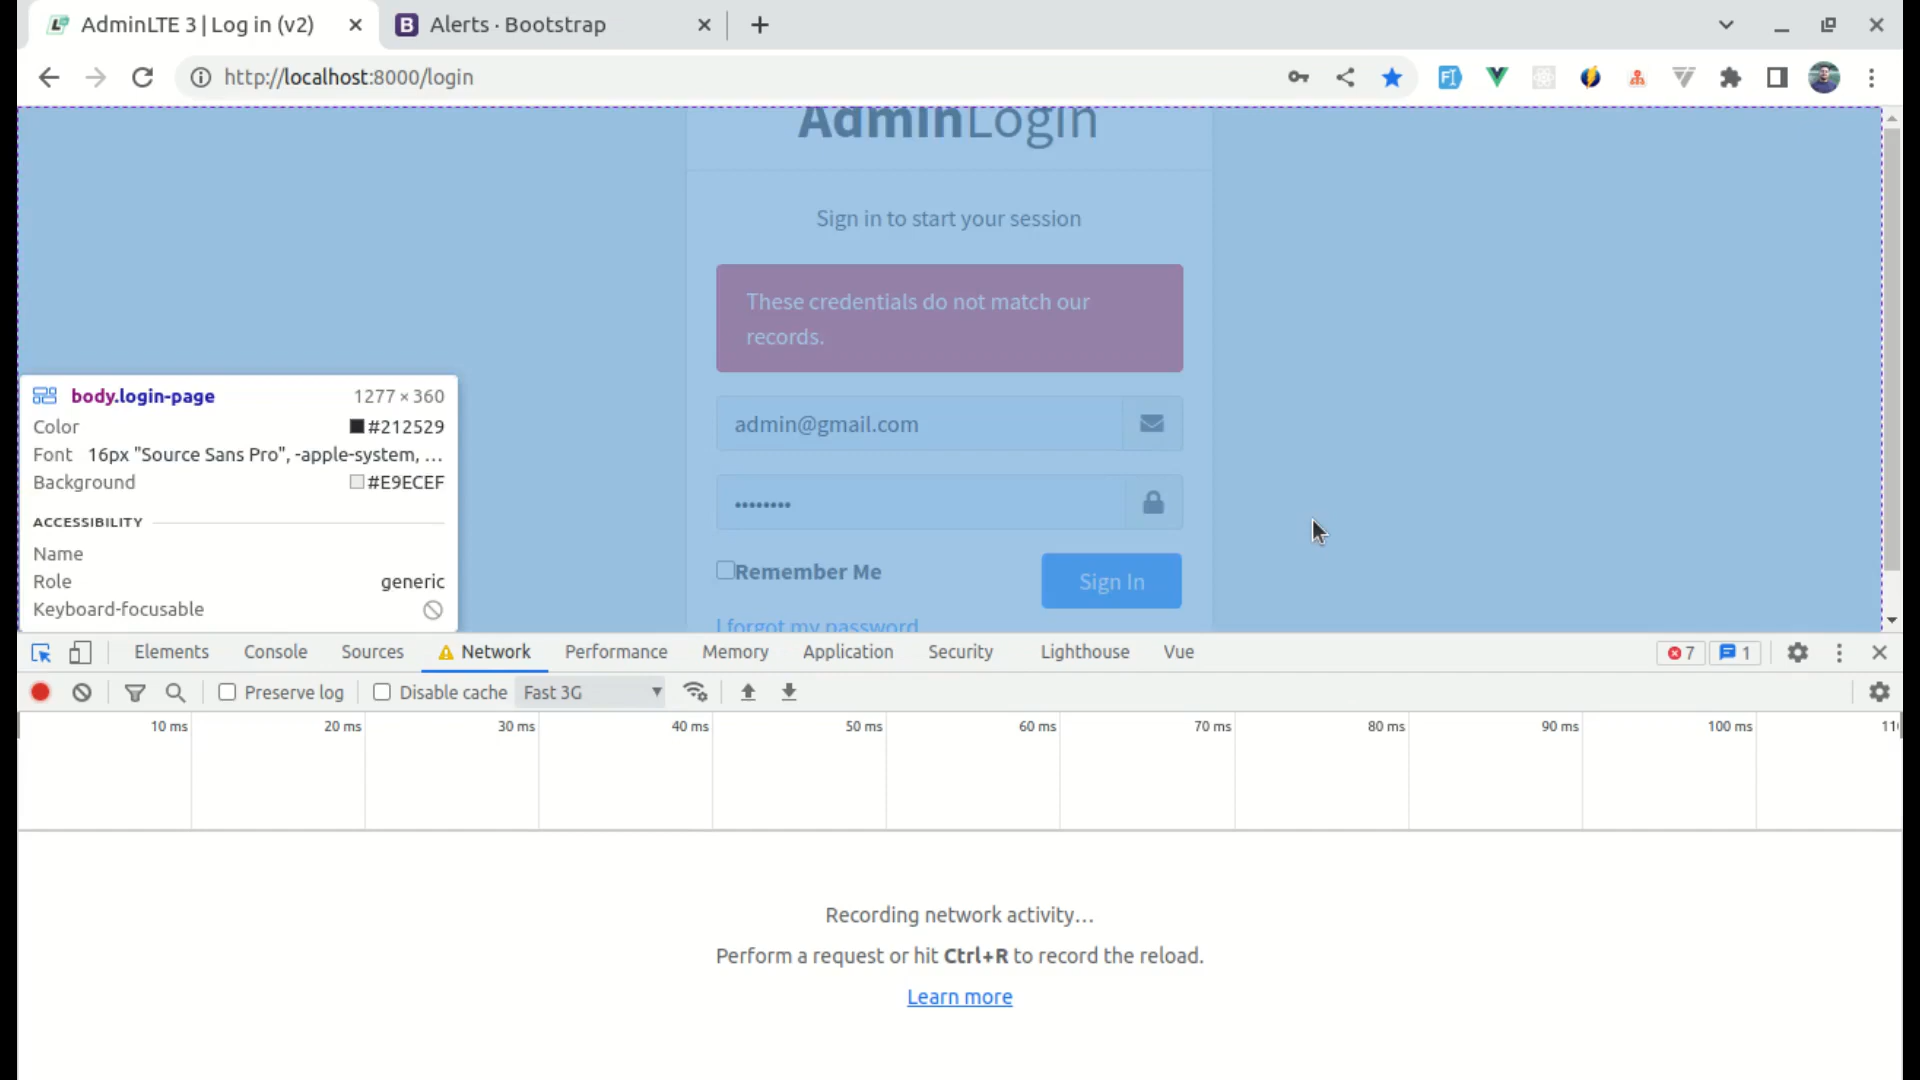 AdminLTE 3 | Log in (v2)
Alerts · Bootstrap
http://localhost:8000/login
AdminLogin
Sign in to start your session
These credentials do not match our
records.
admin@gmail.com
••••••••
Remember Me
Sign In
I forgot my password
body.login-page 1277 × 360
Color #212529
Font 16px "Source Sans Pro", -apple-system, …
Background #E9ECEF
ACCESSIBILITY
Name
Role generic
Keyboard-focusable
Elements Console Sources Network Performance Memory Application Security Lighthouse Vue 7 1
Preserve log Disable cache Fast 3G
10 ms 20 ms 30 ms 40 ms 50 ms 60 ms 70 ms 80 ms 90 ms 100 ms
Recording network activity…
Perform a request or hit Ctrl+R to record the reload.
Learn more